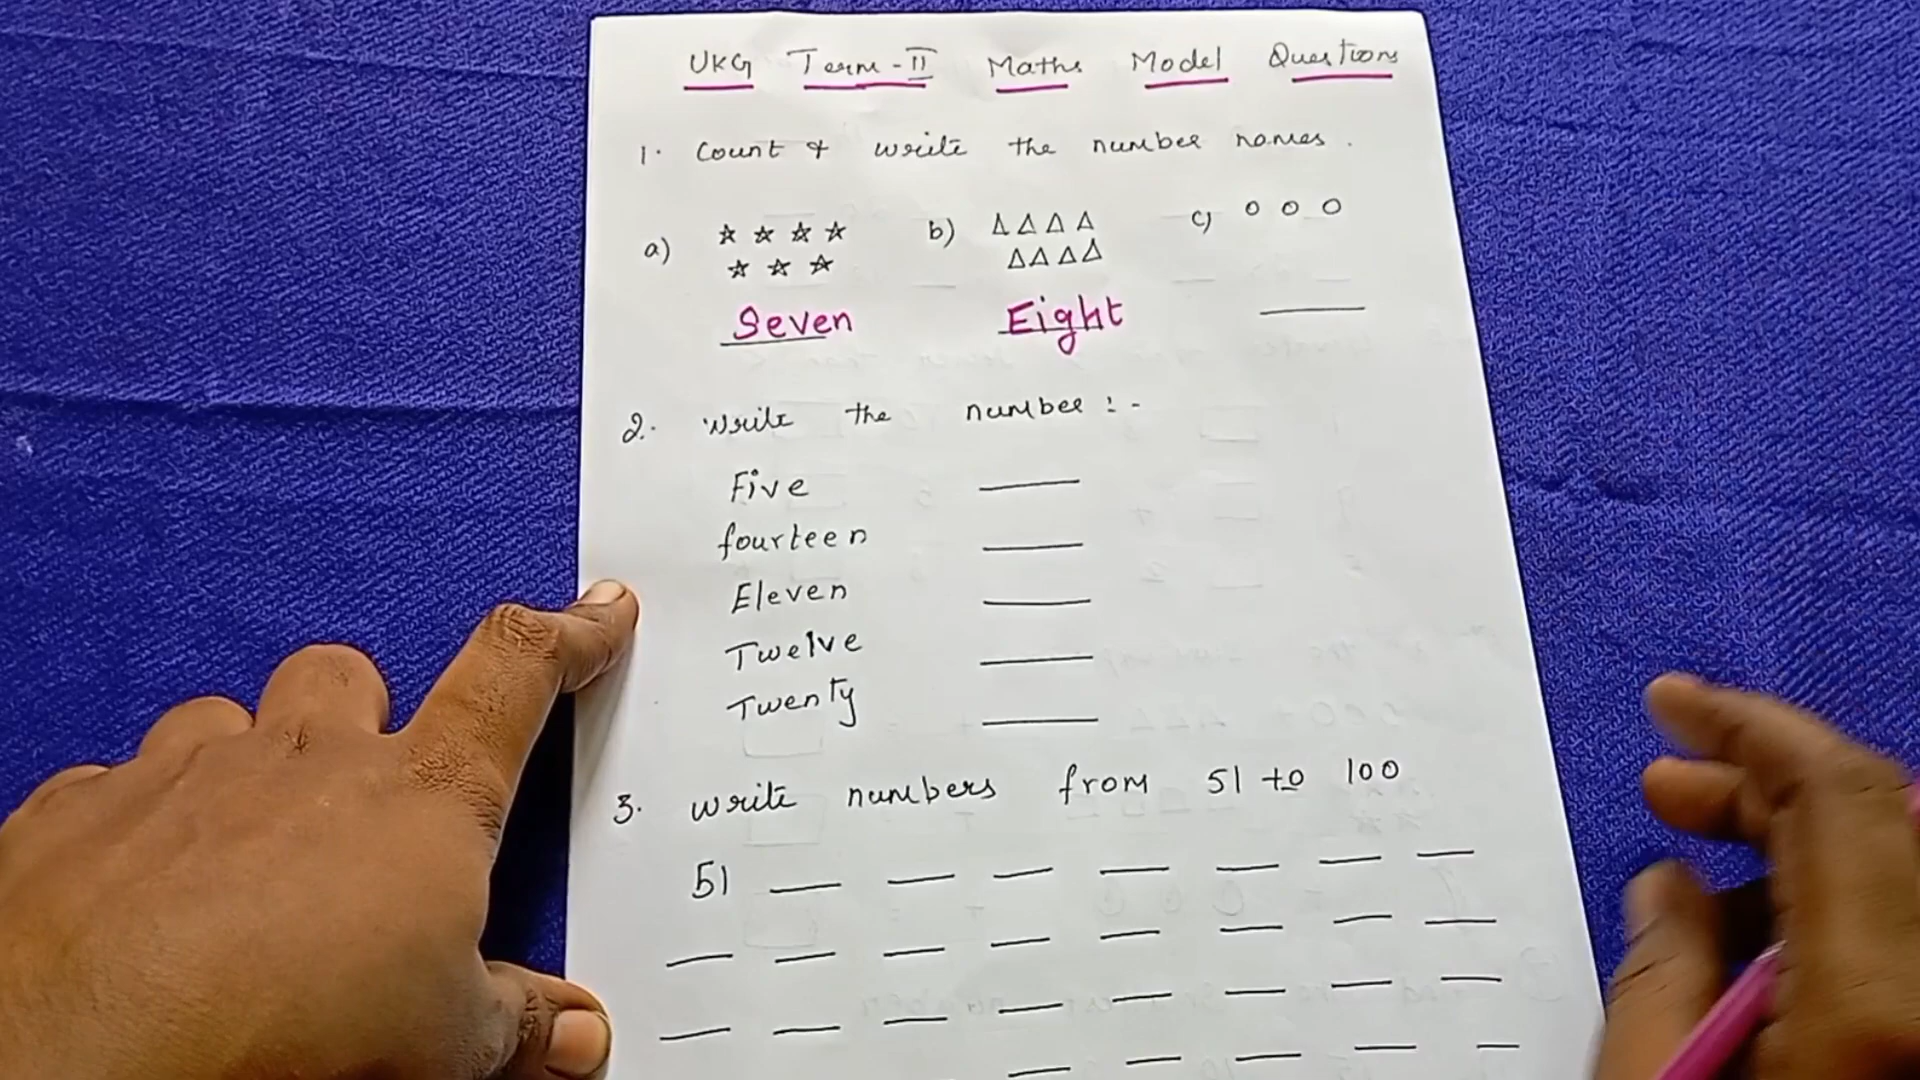 UKG Term - II Maths Model Questions
1. Count & write the number names.
a) b) c)
Seven Eight
2. Write the number :-
Five
fourteen
Eleven
Twelve
Twenty
3. write numbers from 51 to 100
51